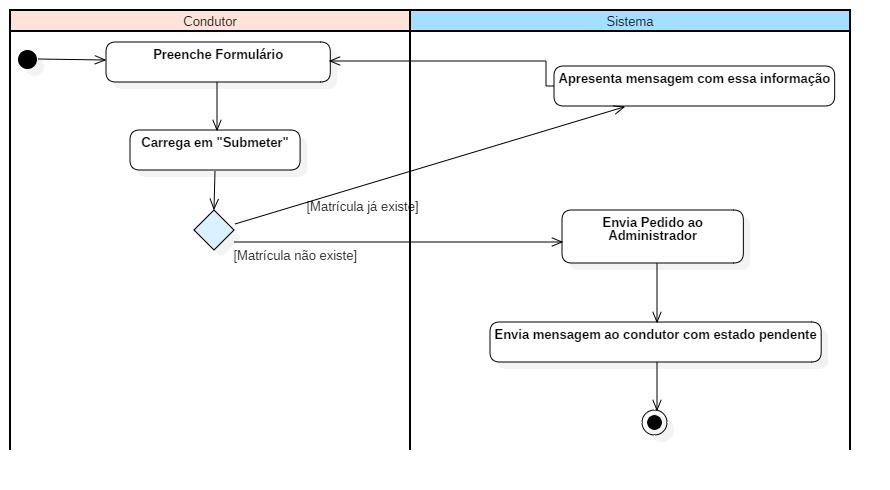 Condutor
Sistema
Preenche Formulário
Apresenta mensagem com essa informação
Carrega em "Submeter"
[Matrícula já existe]
Envia Pedido ao
Administrador
[Matrícula não existe]
Envia mensagem ao condutor com estado pendente